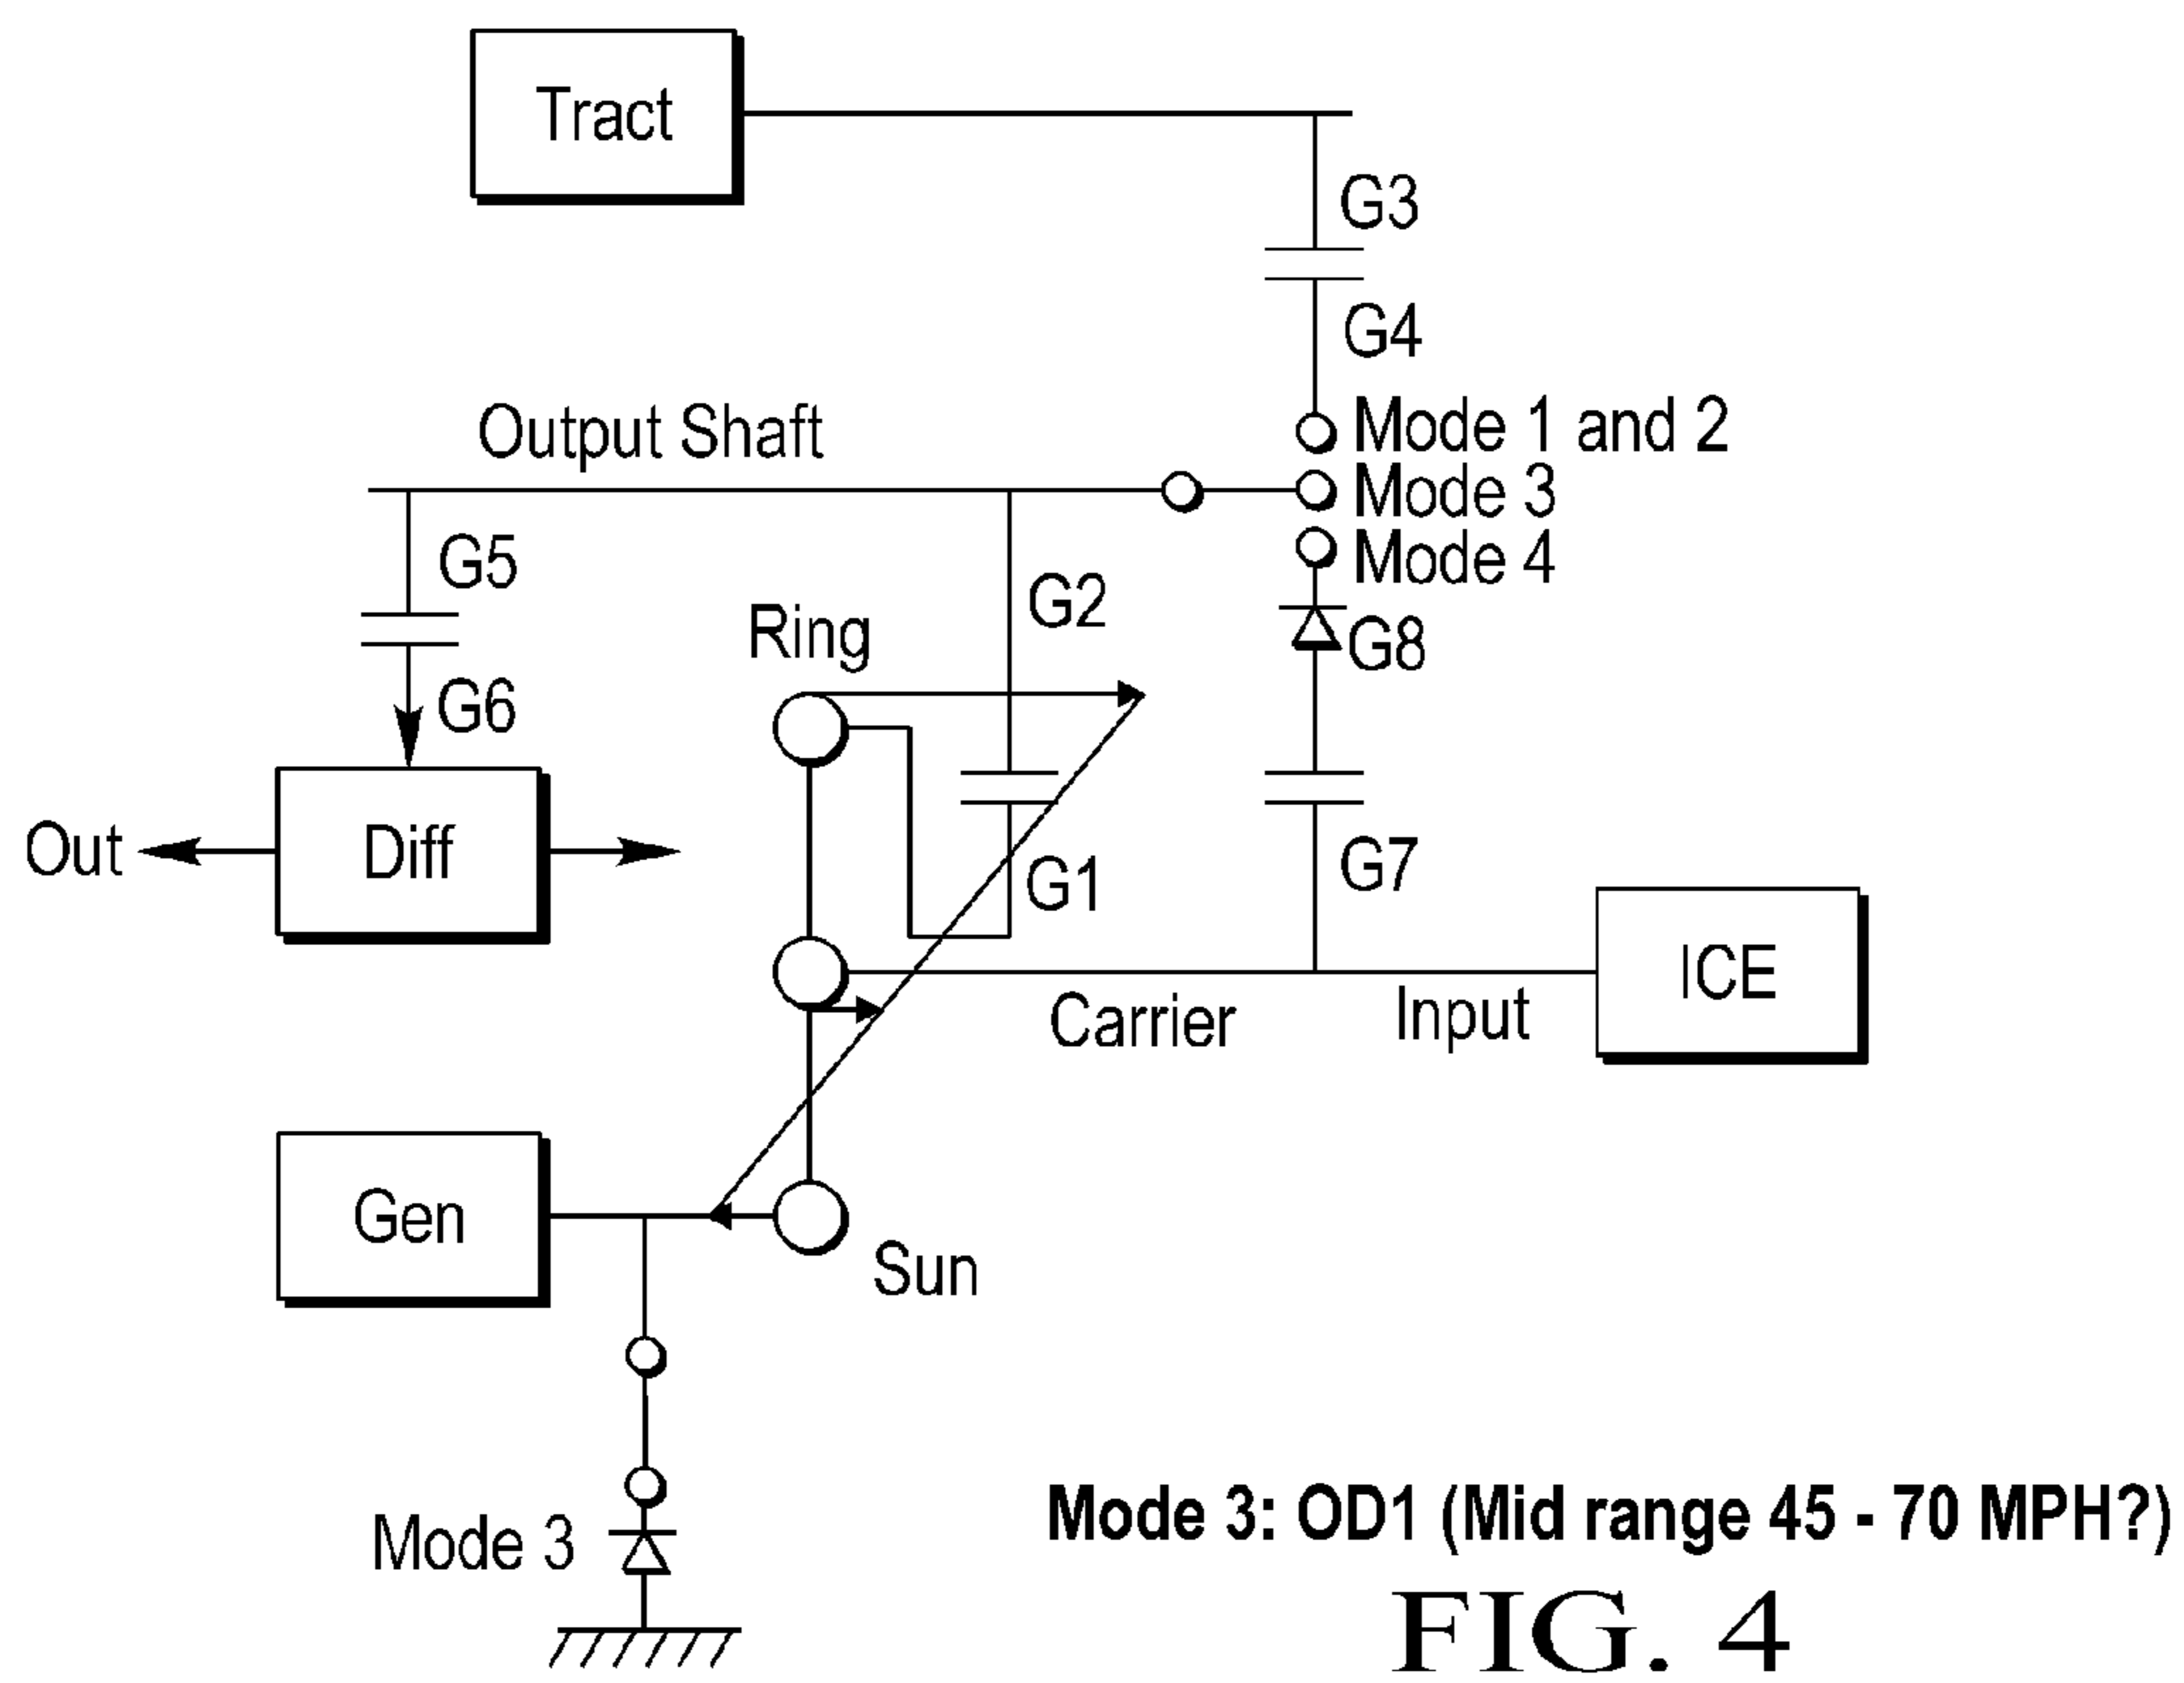 Tract
G3
G4
Output Shaft
Mode 1 and 2
Mode 3
Mode 4
G5
G2
Ring
G8
G6
Out
Diff
G1
G7
ICE
Carrier
Input
Gen
Sun
Mode 3
Mode 3: OD1 (Mid range 45 - 70 MPH?)
FIG. 4